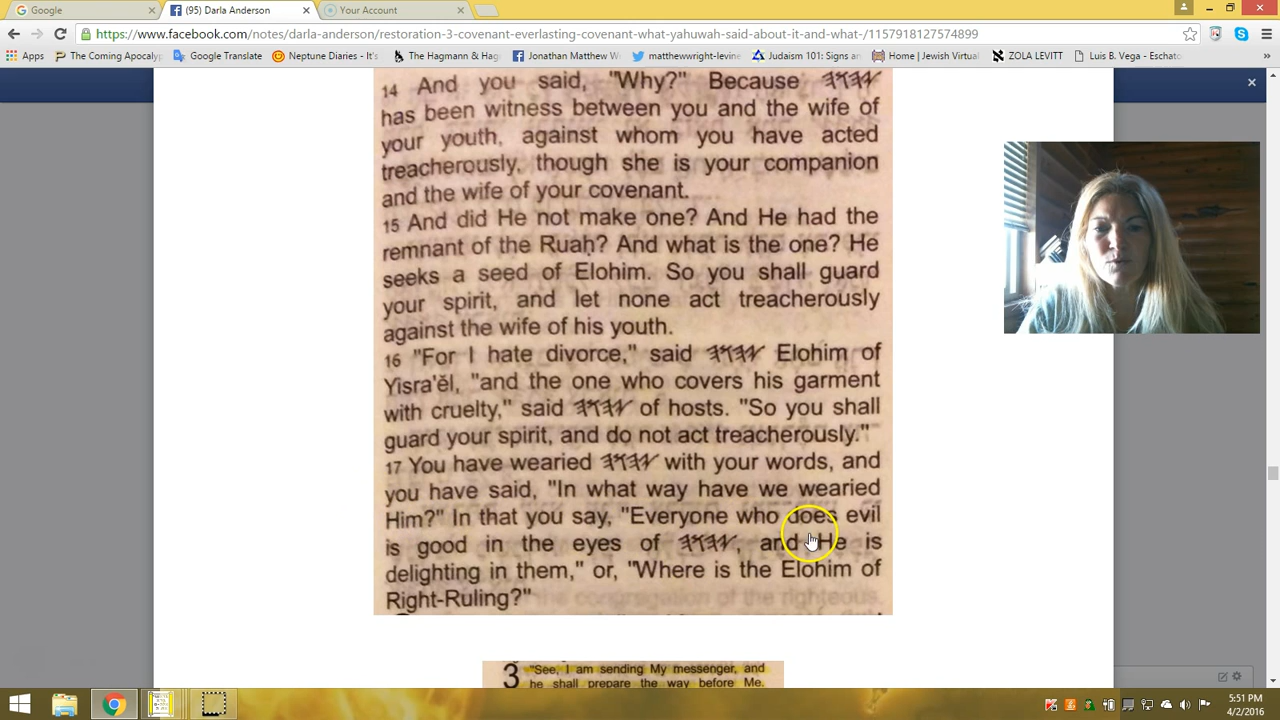 Google
(95) Darla Anderson
Your Account
https://www.facebook.com/notes/darla-anderson/restoration-3-covenant-everlasting-covenant-what-yahuwah-said-about-it-and-what-/1157918127574899
Apps
The Coming Apocalyp
Google Translate
Neptune Diaries - It's
The Hagmann & Hag
Jonathan Matthew W
matthewwright-levine
Judaism 101: Signs an
Home | Jewish Virtual
ZOLA LEVITT
Luis B. Vega - Eschato
14 And you said, "Why?" Because 𐤉𐤄𐤅𐤄
has been witness between you and the wife of
your youth, against whom you have acted
treacherously, though she is your companion
and the wife of your covenant.
15 And did He not make one? And He had the
remnant of the Ruaḥ? And what is the one? He
seeks a seed of Elohim. So you shall guard
your spirit, and let none act treacherously
against the wife of his youth.
16 "For I hate divorce," said 𐤉𐤄𐤅𐤄 Elohim of
Yisra'ĕl, "and the one who covers his garment
with cruelty," said 𐤉𐤄𐤅𐤄 of hosts. "So you shall
guard your spirit, and do not act treacherously."
17 You have wearied 𐤉𐤄𐤅𐤄 with your words, and
you have said, "In what way have we wearied
Him?" In that you say, "Everyone who does evil
is good in the eyes of 𐤉𐤄𐤅𐤄, and He is
delighting in them," or, "Where is the Elohim of
Right-Ruling?"
the congregation of the righteous.
3 "See, I am sending My messenger, and
he shall prepare the way before Me.
5:51 PM
4/2/2016